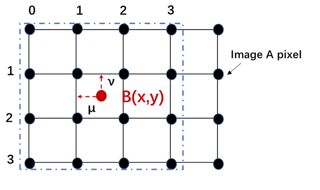 0 1 2 3
Image A pixel
1
ν
B(x,y)
μ
2
3